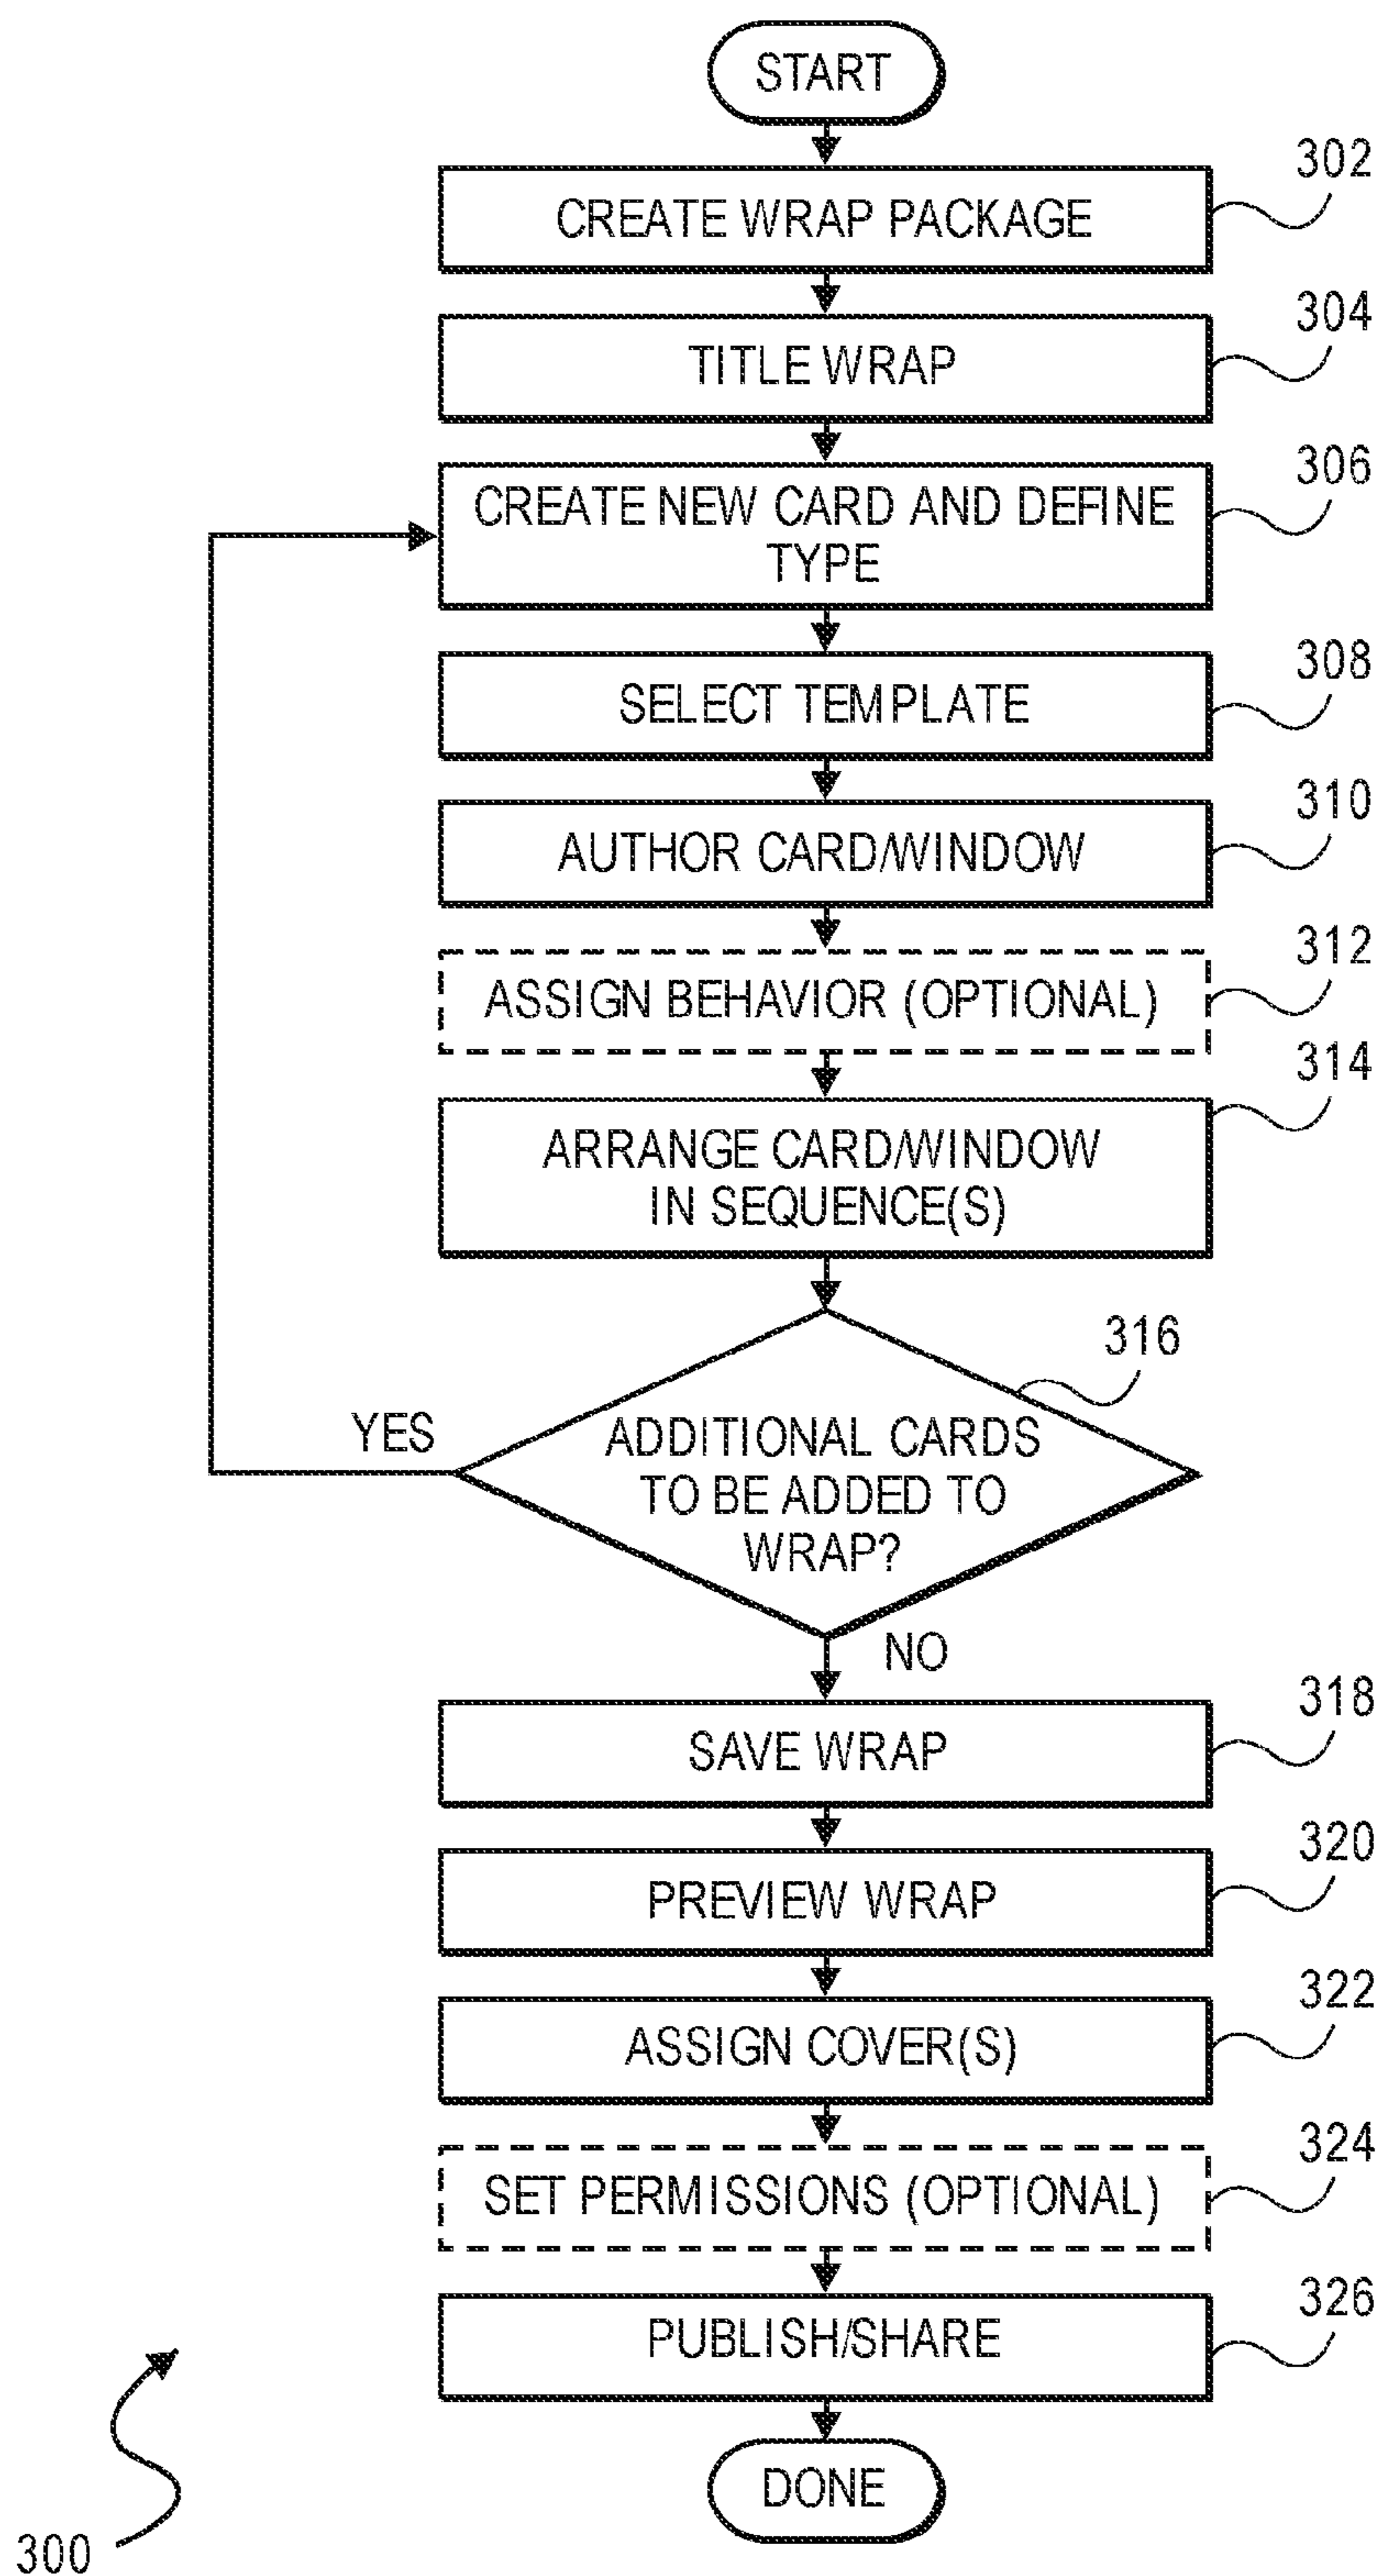 START
302
CREATE WRAP PACKAGE
304
TITLE WRAP
306
CREATE NEW CARD AND DEFINE
TYPE
308
SELECT TEMPLATE
310
AUTHOR CARD/WINDOW
312
ASSIGN BEHAVIOR (OPTIONAL)
314
ARRANGE CARD/WINDOW
IN SEQUENCE(S)
316
YES
ADDITIONAL CARDS
TO BE ADDED TO
WRAP?
NO
318
SAVE WRAP
320
PREVIEW WRAP
322
ASSIGN COVER(S)
324
SET PERMISSIONS (OPTIONAL)
326
PUBLISH/SHARE
DONE
300